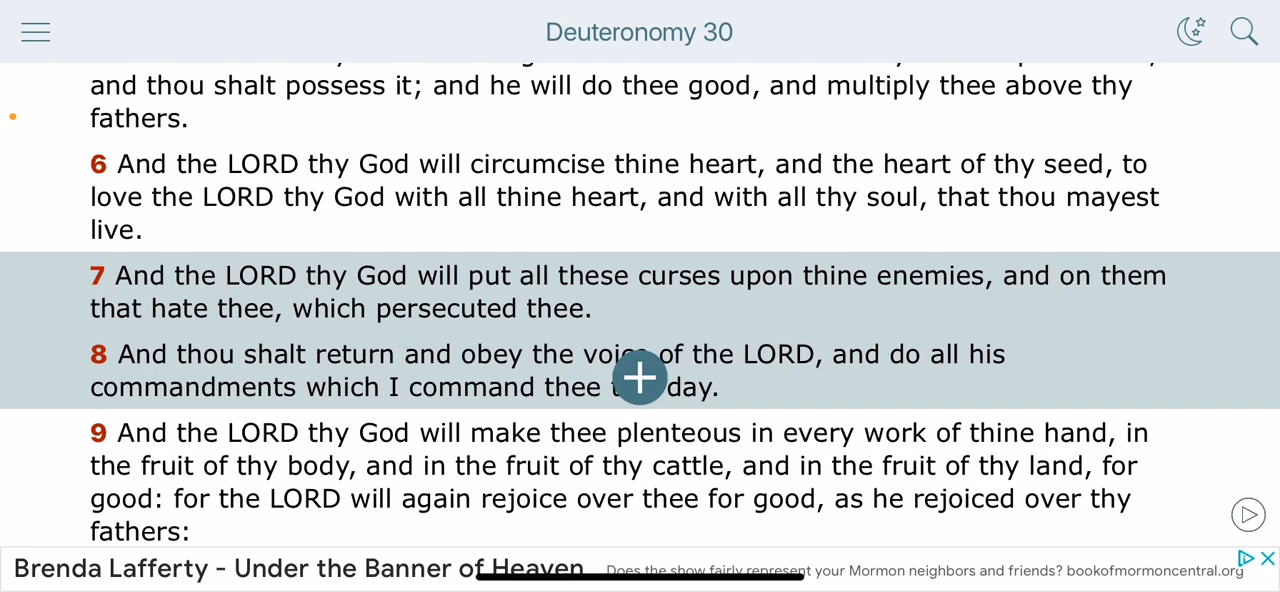 Deuteronomy 30
and thou shalt possess it; and he will do thee good, and multiply thee above thy
fathers.
6 And the LORD thy God will circumcise thine heart, and the heart of thy seed, to
love the LORD thy God with all thine heart, and with all thy soul, that thou mayest
live.
7 And the LORD thy God will put all these curses upon thine enemies, and on them
that hate thee, which persecuted thee.
8 And thou shalt return and obey the voice of the LORD, and do all his
commandments which I command thee day.
9 And the LORD thy God will make thee plenteous in every work of thine hand, in
the fruit of thy body, and in the fruit of thy cattle, and in the fruit of thy land, for
good: for the LORD will again rejoice over thee for good, as he rejoiced over thy
fathers:
Brenda Lafferty - Under the Banner of Heaven Does the show fairly represent your Mormon neighbors and friends? bookofmormoncentral.org